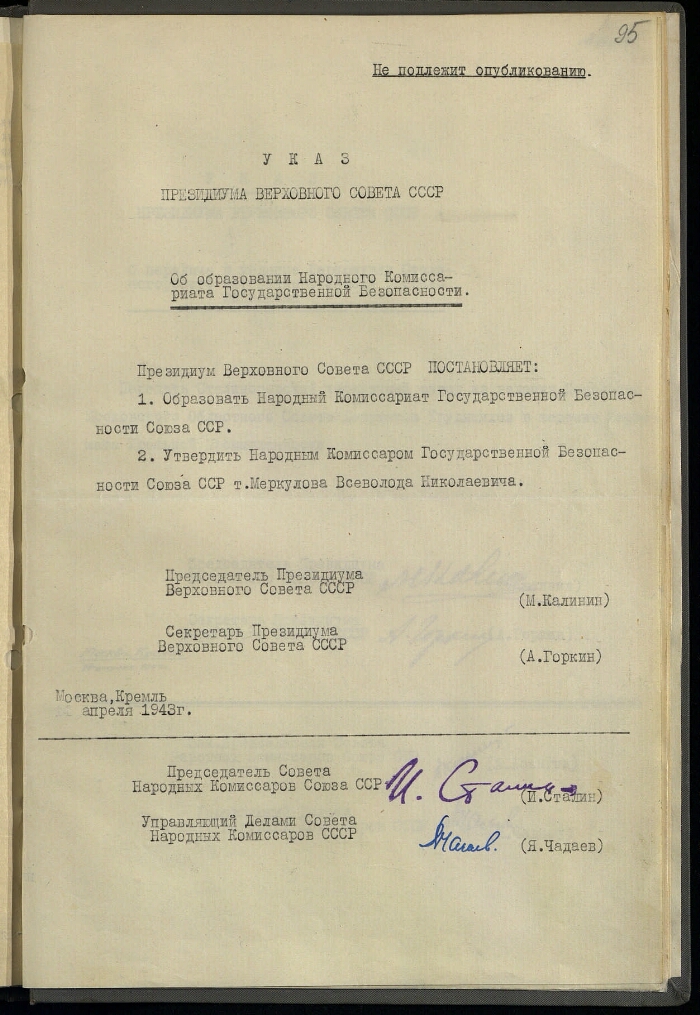 95
Не подлежит опубликованию.
У К А З
ПРЕЗИДИУМА ВЕРХОВНОГО СОВЕТА СССР
Об образовании Народного Комисса-
риата Государственной Безопасности.
Президиум Верховного Совета СССР ПОСТАНОВЛЯЕТ:
1. Образовать Народный Комиссариат Государственной Безопас-
ности Союза ССР.
2. Утвердить Народным Комиссаром Государственной Безопас-
ности Союза ССР т.Меркулова Всеволода Николаевича.
Председатель Президиума
Верховного Совета СССР
(М.Калинин)
Секретарь Президиума
Верховного Совета СССР
(А.Горкин)
Москва,Кремль
апреля 1943г.
Председатель Совета
Народных Комиссаров Союза ССР
И. Сталин
(И.Сталин)
Управляющий Делами Совета
Народных Комиссаров СССР
(Я.Чадаев)